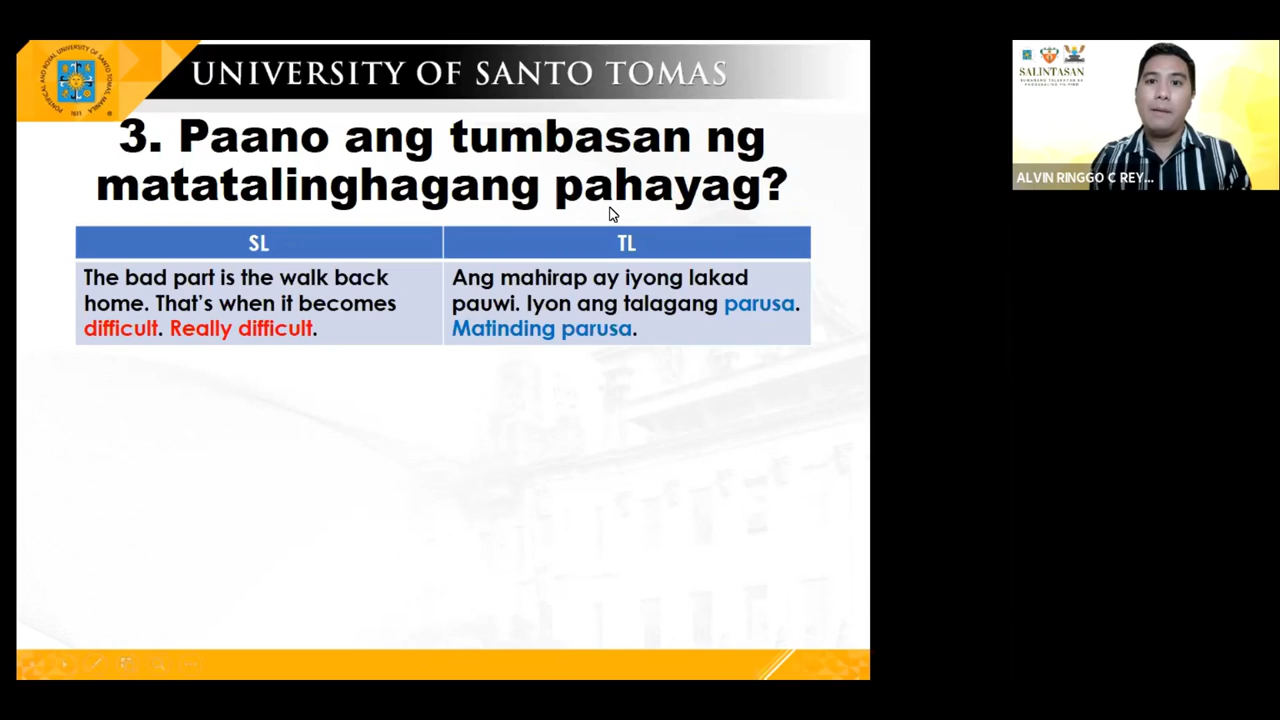 UNIVERSITY OF SANTO TOMAS
3. Paano ang tumbasan ng
matatalinghagang pahayag?
SL
TL
The bad part is the walk back
home. That's when it becomes
difficult. Really difficult.
Ang mahirap ay iyong lakad
pauwi. Iyon ang talagang parusa.
Matinding parusa.
SALINTASAN
ALVIN RINGGO C REY...